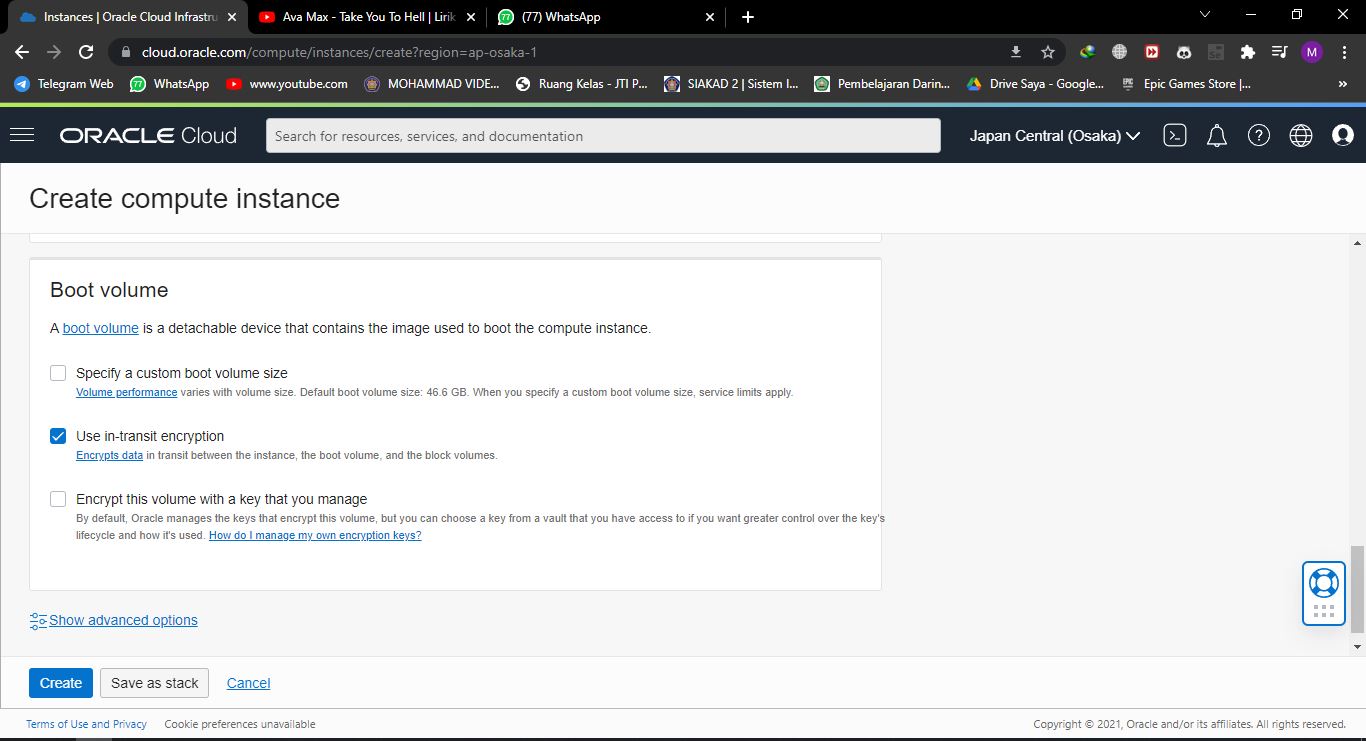 Instances | Oracle Cloud Infrastru
Ava Max - Take You To Hell | Lirik
77
(77) WhatsApp
cloud.oracle.com/compute/instances/create?region=ap-osaka-1
M
Telegram Web
77
WhatsApp
www.youtube.com
MOHAMMAD VIDE...
Ruang Kelas - JTI P...
SIAKAD 2 | Sistem I...
Pembelajaran Darin...
Drive Saya - Google...
Epic Games Store |...
ORACLE Cloud
Search for resources, services, and documentation
Japan Central (Osaka)
Create compute instance
Boot volume
A boot volume is a detachable device that contains the image used to boot the compute instance.
Specify a custom boot volume size
Volume performance varies with volume size. Default boot volume size: 46.6 GB. When you specify a custom boot volume size, service limits apply.
Use in-transit encryption
Encrypts data in transit between the instance, the boot volume, and the block volumes.
Encrypt this volume with a key that you manage
By default, Oracle manages the keys that encrypt this volume, but you can choose a key from a vault that you have access to if you want greater control over the key's
lifecycle and how it's used. How do I manage my own encryption keys?
Show advanced options
Create
Save as stack
Cancel
Terms of Use and Privacy
Cookie preferences unavailable
Copyright © 2021, Oracle and/or its affiliates. All rights reserved.